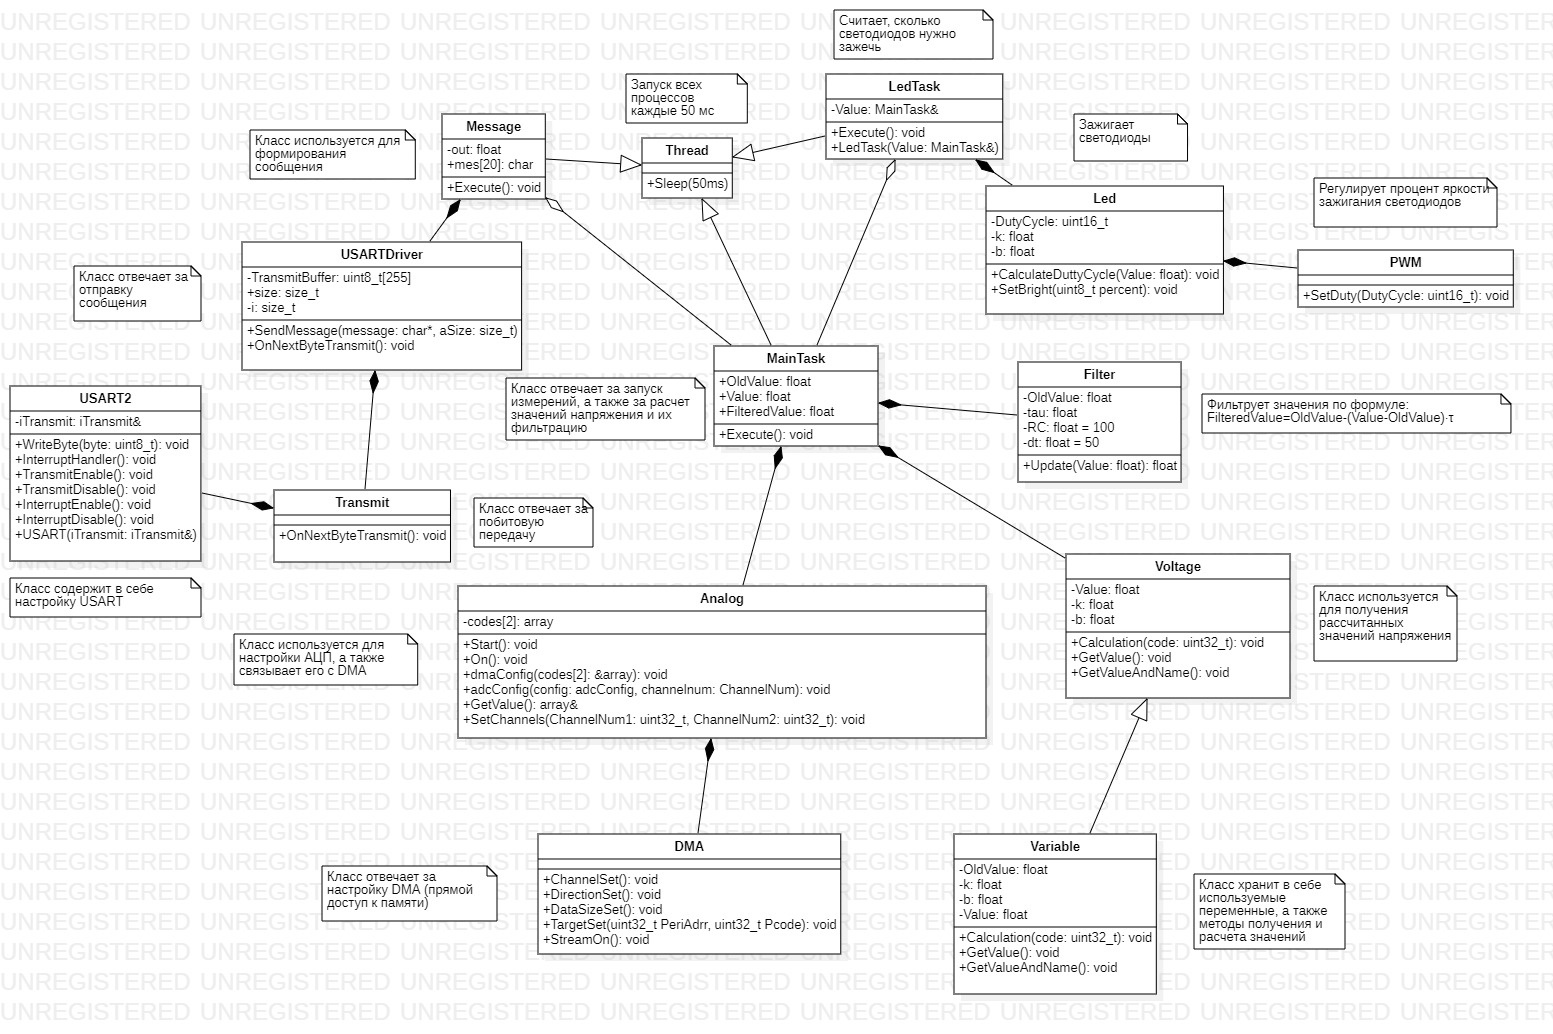 Считает, сколько
светодиодов нужно
зажечь
Запуск всех
процессов
каждые 50 мс
LedTask
-Value: MainTask&
+Execute(): void
+LedTask(Value: MainTask&)
Message
-out: float
+mes[20]: char
+Execute(): void
Класс используется для
формирования
сообщения
Thread
+Sleep(50ms)
Зажигает
светодиоды
Led
-DutyCycle: uint16_t
-k: float
-b: float
+CalculateDuttyCycle(Value: float): void
+SetBright(uint8_t percent): void
Регулирует процент яркости
зажигания светодиодов
PWM
+SetDuty(DutyCycle: uint16_t): void
USARTDriver
-TransmitBuffer: uint8_t[255]
+size: size_t
-i: size_t
+SendMessage(message: char*, aSize: size_t)
+OnNextByteTransmit(): void
Класс отвечает за
отправку
сообщения
MainTask
+OldValue: float
+Value: float
+FilteredValue: float
+Execute(): void
Класс отвечает за запуск
измерений, а также за расчет
значений напряжения и их
фильтрацию
Filter
-OldValue: float
-tau: float
-RC: float = 100
-dt: float = 50
+Update(Value: float): float
Фильтрует значения по формуле:
FilteredValue=OldValue-(Value-OldValue)·τ
USART2
-iTransmit: iTransmit&
+WriteByte(byte: uint8_t): void
+InterruptHandler(): void
+TransmitEnable(): void
+TransmitDisable(): void
+InterruptEnable(): void
+InterruptDisable(): void
+USART(iTransmit: iTransmit&)
Transmit
+OnNextByteTransmit(): void
Класс отвечает за
побитовую
передачу
Класс содержит в себе
настройку USART
Voltage
-Value: float
-k: float
-b: float
+Calculation(code: uint32_t): void
+GetValue(): void
+GetValueAndName(): void
Класс используется
для получения
рассчитанных
значений напряжения
Analog
-codes[2]: array
+Start(): void
+On(): void
+dmaConfig(codes[2]: &array): void
+adcConfig(config: adcConfig, channelnum: ChannelNum): void
+GetValue(): array&
+SetChannels(ChannelNum1: uint32_t, ChannelNum2: uint32_t): void
Класс используется для
настройки АЦП, а также
связывает его с DMA
DMA
+ChannelSet(): void
+DirectionSet(): void
+DataSizeSet(): void
+TargetSet(uint32_t PeriAdrr, uint32_t Pcode): void
+StreamOn(): void
Класс отвечает за
настройку DMA (прямой
доступ к памяти)
Variable
-OldValue: float
-k: float
-b: float
-Value: float
+Calculation(code: uint32_t): void
+GetValue(): void
+GetValueAndName(): void
Класс хранит в себе
используемые
переменные, а также
методы получения и
расчета значений